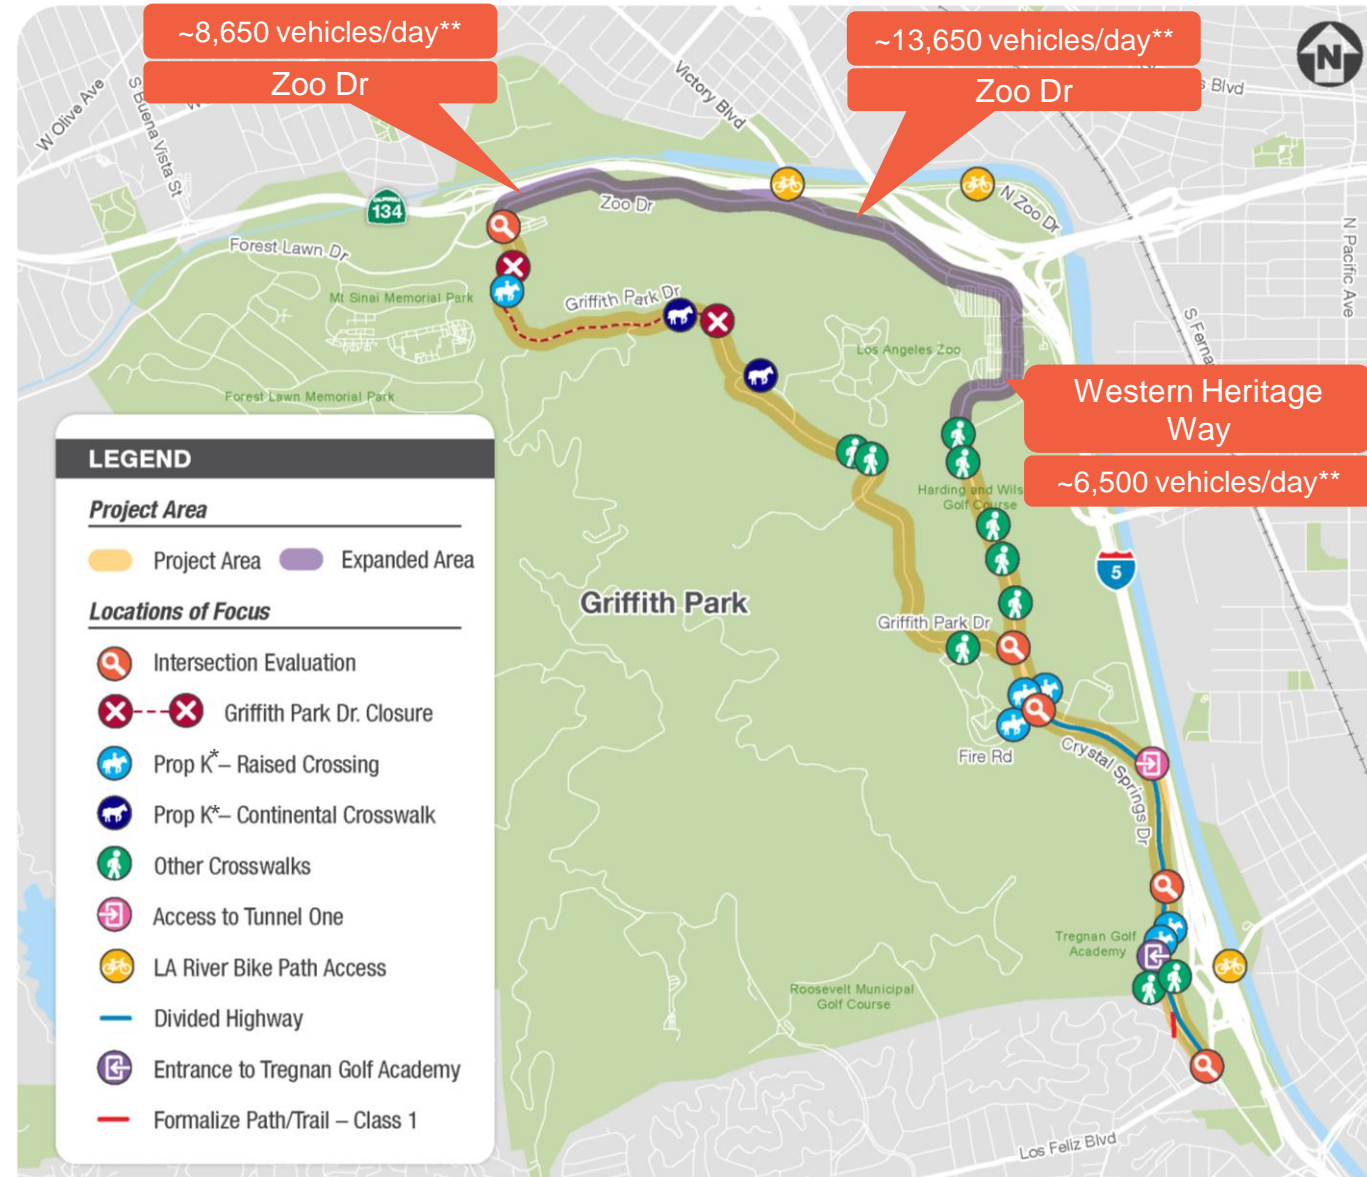 ~8,650 vehicles/day**
Zoo Dr
~13,650 vehicles/day**
Zoo Dr
N
W Olive Ave
S Buena Vista St
Victory Blvd
s Blvd
CALIFORNIA
134
Zoo Dr
N Zoo Dr
N Pacific Ave
Forest Lawn Dr
Mt Sinai Memorial Park
Griffith Park Dr
S Ferna
Los Angeles Zoo
Forest Lawn Memorial Park
Western Heritage
Way
~6,500 vehicles/day**
Harding and Wils
Golf Course
5
Griffith Park
Griffith Park Dr
Fire Rd
Crystal Springs Dr
Tregnan Golf
Academy
Roosevelt Municipal
Golf Course
Los Feliz Blvd
LEGEND
Project Area
Project Area
Expanded Area
Locations of Focus
Intersection Evaluation
Griffith Park Dr. Closure
Prop K*– Raised Crossing
Prop K*– Continental Crosswalk
Other Crosswalks
Access to Tunnel One
LA River Bike Path Access
Divided Highway
Entrance to Tregnan Golf Academy
Formalize Path/Trail – Class 1